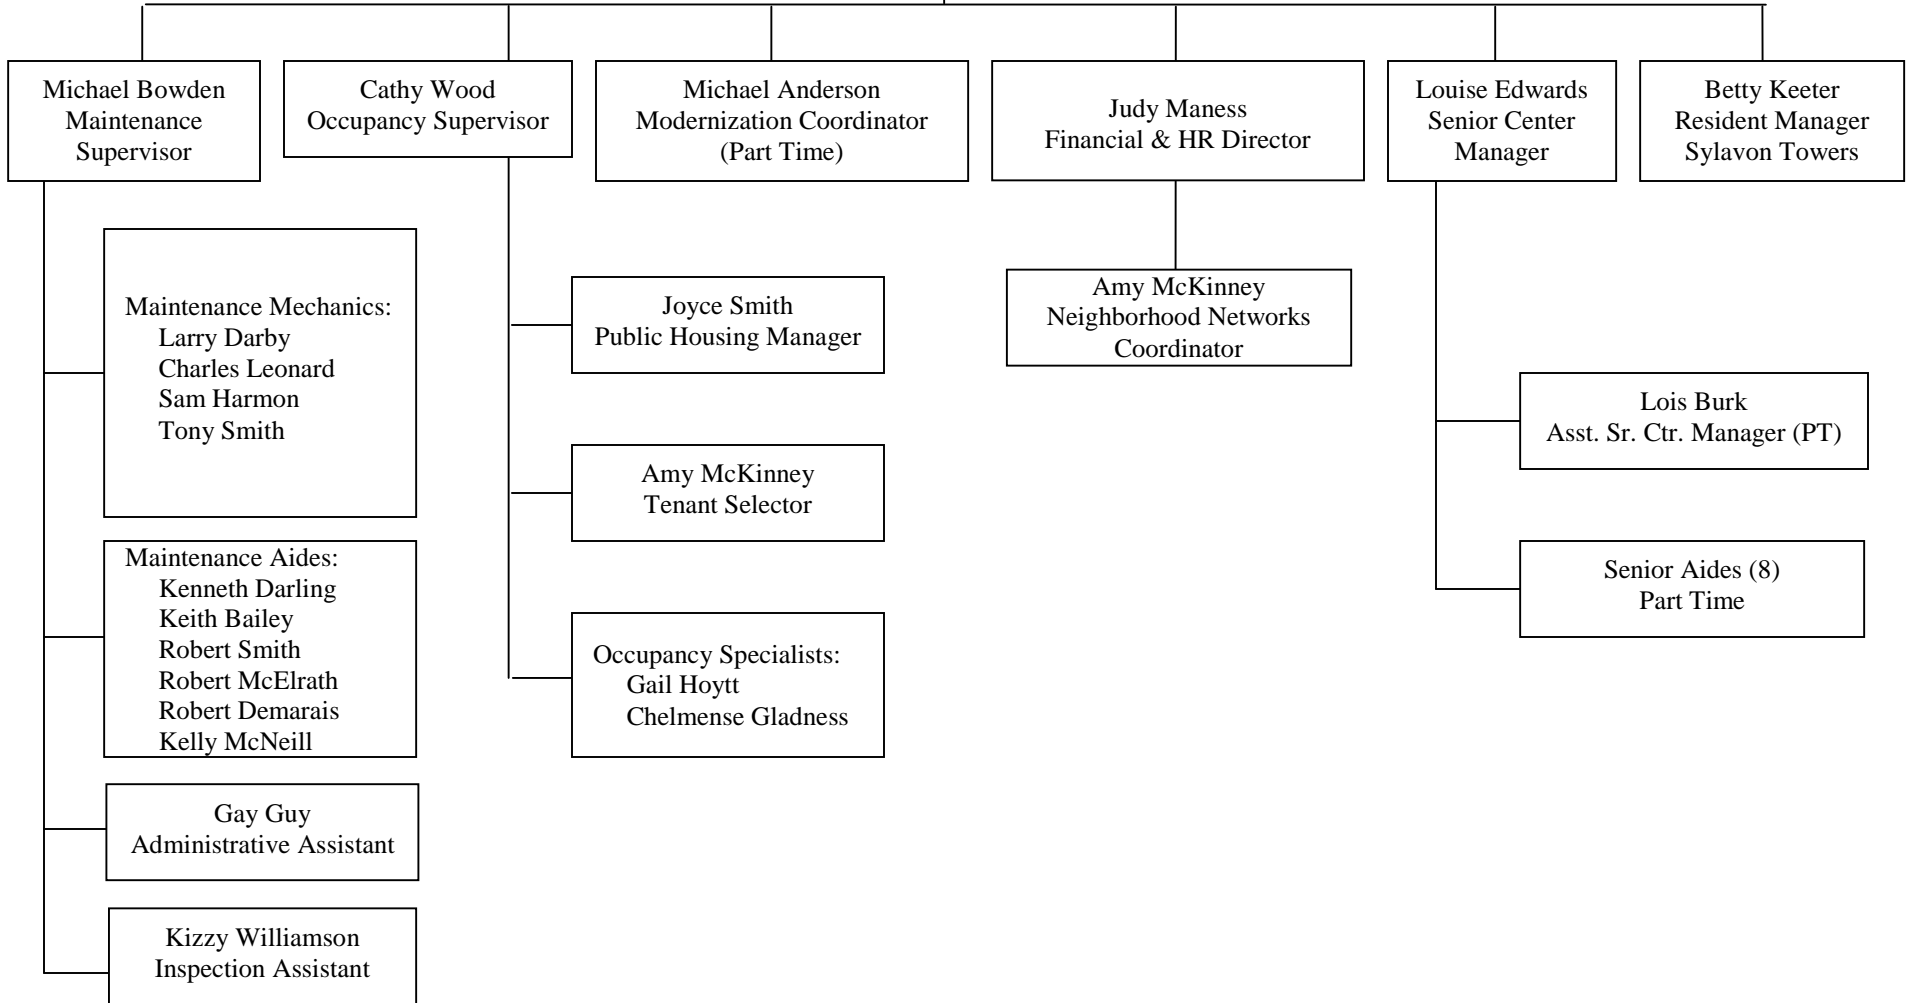 Michael Bowden
Maintenance
Supervisor
Cathy Wood
Occupancy Supervisor
Michael Anderson
Modernization Coordinator
(Part Time)
Judy Maness
Financial & HR Director
Louise Edwards
Senior Center
Manager
Betty Keeter
Resident Manager
Sylavon Towers
Maintenance Mechanics:
Larry Darby
Charles Leonard
Sam Harmon
Tony Smith
Maintenance Aides:
Kenneth Darling
Keith Bailey
Robert Smith
Robert McElrath
Robert Demarais
Kelly McNeill
Gay Guy
Administrative Assistant
Kizzy Williamson
Inspection Assistant
Joyce Smith
Public Housing Manager
Amy McKinney
Tenant Selector
Occupancy Specialists:
Gail Hoytt
Chelmense Gladness
Amy McKinney
Neighborhood Networks
Coordinator
Lois Burk
Asst. Sr. Ctr. Manager (PT)
Senior Aides (8)
Part Time